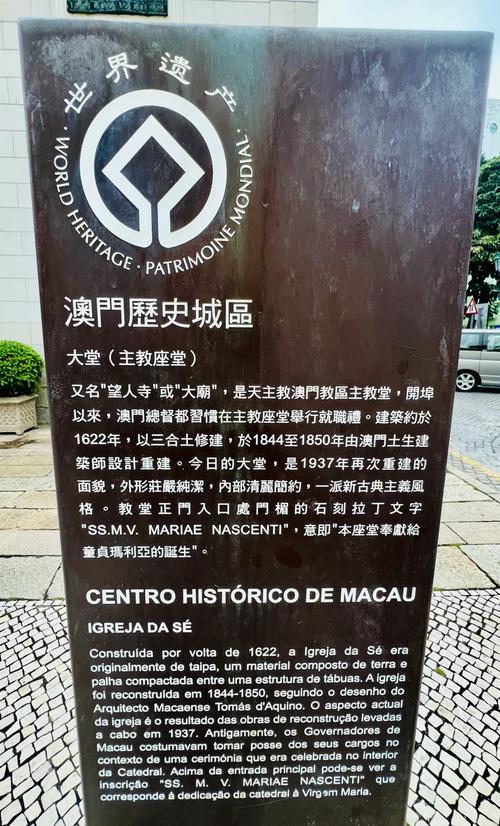 世界遗产
WORLD HERITAGE · PATRIMOINE MONDIAL
澳門歷史城區
大堂（主教座堂）
又名"望人寺"或"大廟"，是天主教澳門教區主教堂，開埠
以來，澳門總督都習慣在主教座堂舉行就職禮。建築約於
1622年，以三合土修建，於1844至1850年由澳門土生建
築師設計重建。今日的大堂，是1937年再次重建的
面貌，外形莊嚴純潔，內部清麗簡約，一派新古典主義風
格。教堂正門入口處門楣的石刻拉丁文字
"SS.M.V. MARIAE NASCENTI"，意即"本座堂奉獻給
童貞瑪利亞的誕生"。
CENTRO HISTÓRICO DE MACAU
IGREJA DA SÉ
Construída por volta de 1622, a Igreja da Sé era
originalmente de taipa, um material composto de terra e
palha compactada entre uma estrutura de tábuas. A igreja
foi reconstruída em 1844-1850, seguindo o desenho do
Arquitecto Macaense Tomás d'Aquino. O aspecto actual
da igreja é o resultado das obras de reconstrução levadas
a cabo em 1937. Antigamente, os Governadores de
Macau costumavam tomar posse dos seus cargos no
contexto de uma cerimónia que era celebrada no interior
da Catedral. Acima da entrada principal pode-se ver a
inscrição "SS. M. V. MARIAE NASCENTI" que
corresponde à dedicação da catedral à Virgem Maria.